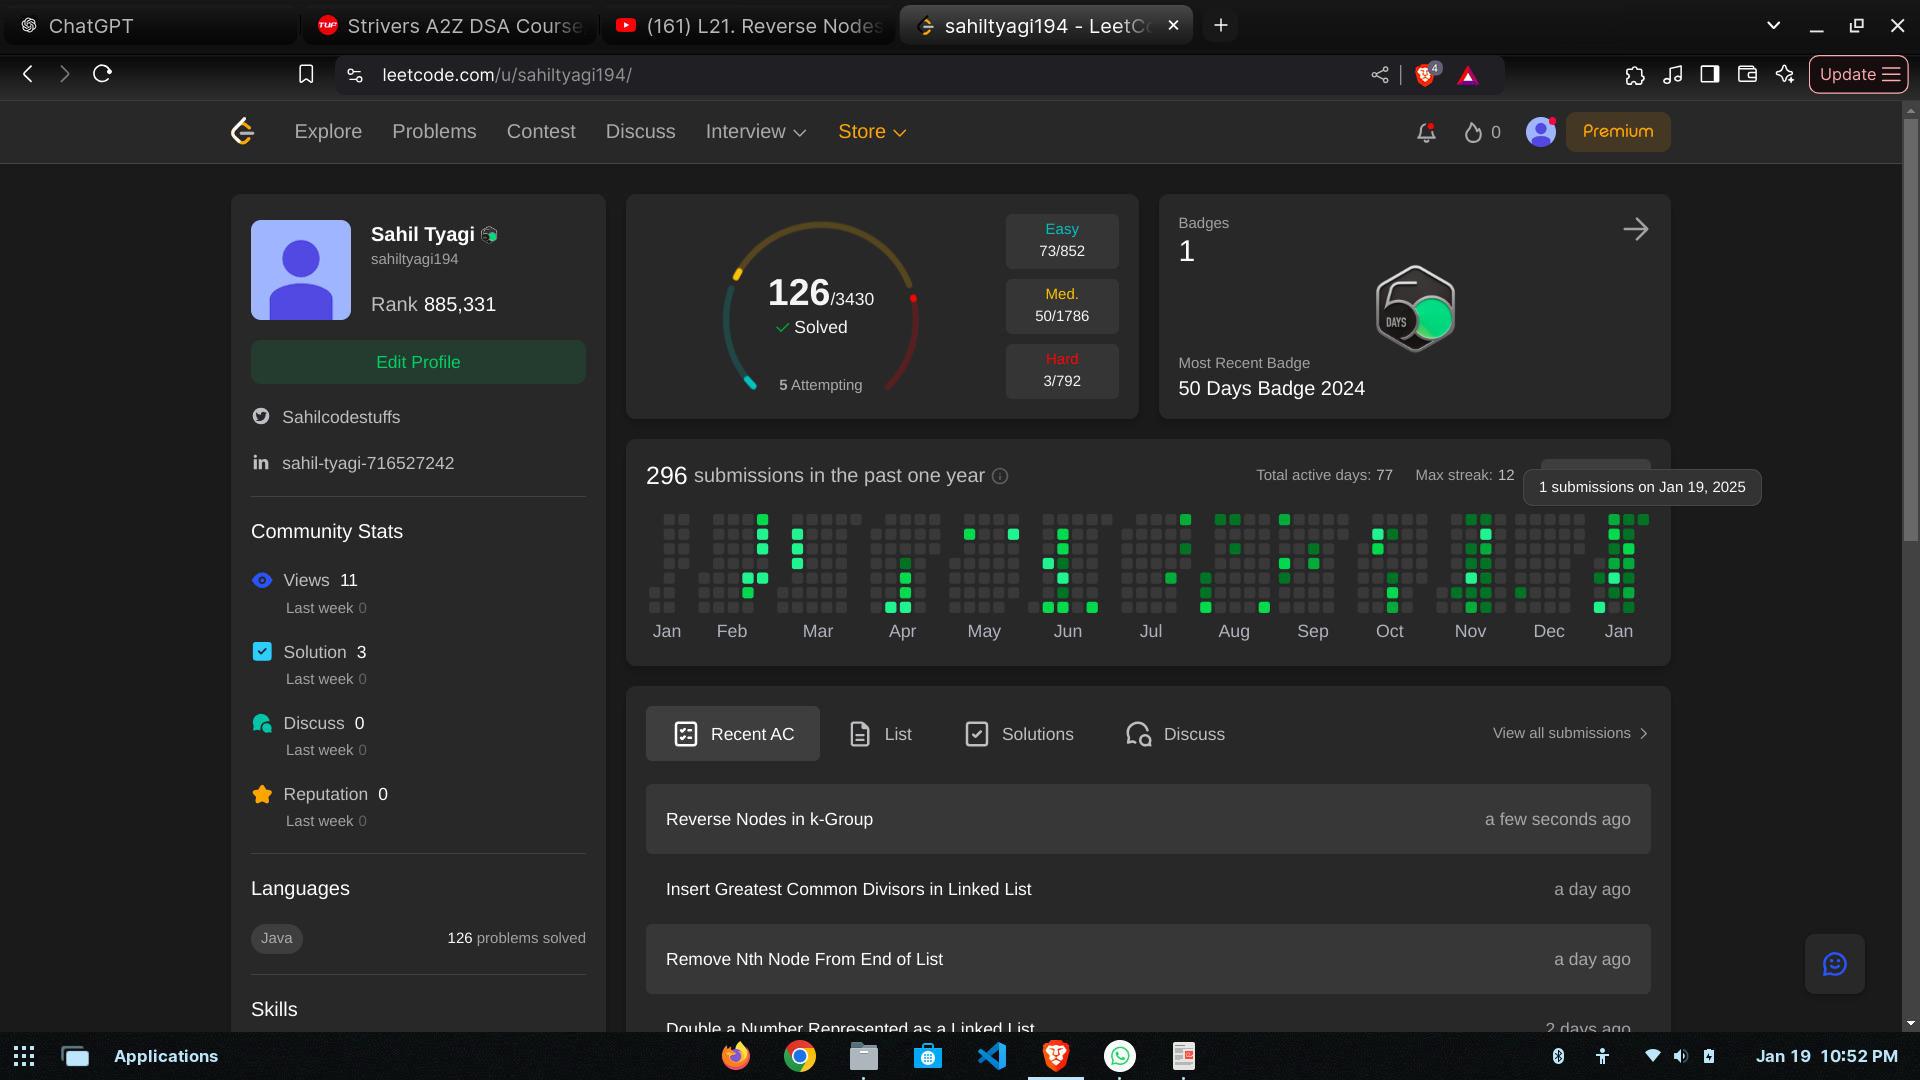 ChatGPT
Strivers A2Z DSA Course
(161) L21. Reverse Nodes
sahiltyagi194 - LeetCo
leetcode.com/u/sahiltyagi194/
4
Update
Explore
Problems
Contest
Discuss
Interview
Store
0
Premium
Sahil Tyagi
sahiltyagi194
Rank 885,331
Edit Profile
Sahilcodestuffs
sahil-tyagi-716527242
Community Stats
Views 11
Last week 0
Solution 3
Last week 0
Discuss 0
Last week 0
Reputation 0
Last week 0
Languages
Java
126 problems solved
Skills
126/3430
Solved
5 Attempting
Easy
73/852
Med.
50/1786
Hard
3/792
Badges
1
50
DAYS
Most Recent Badge
50 Days Badge 2024
296 submissions in the past one year
Total active days: 77
Max streak: 12
1 submissions on Jan 19, 2025
Jan Feb Mar Apr May Jun Jul Aug Sep Oct Nov Dec Jan
Recent AC
List
Solutions
Discuss
View all submissions
Reverse Nodes in k-Group
a few seconds ago
Insert Greatest Common Divisors in Linked List
a day ago
Remove Nth Node From End of List
a day ago
Double a Number Represented as a Linked List
2 days ago
Applications
Jan 19 10:52 PM